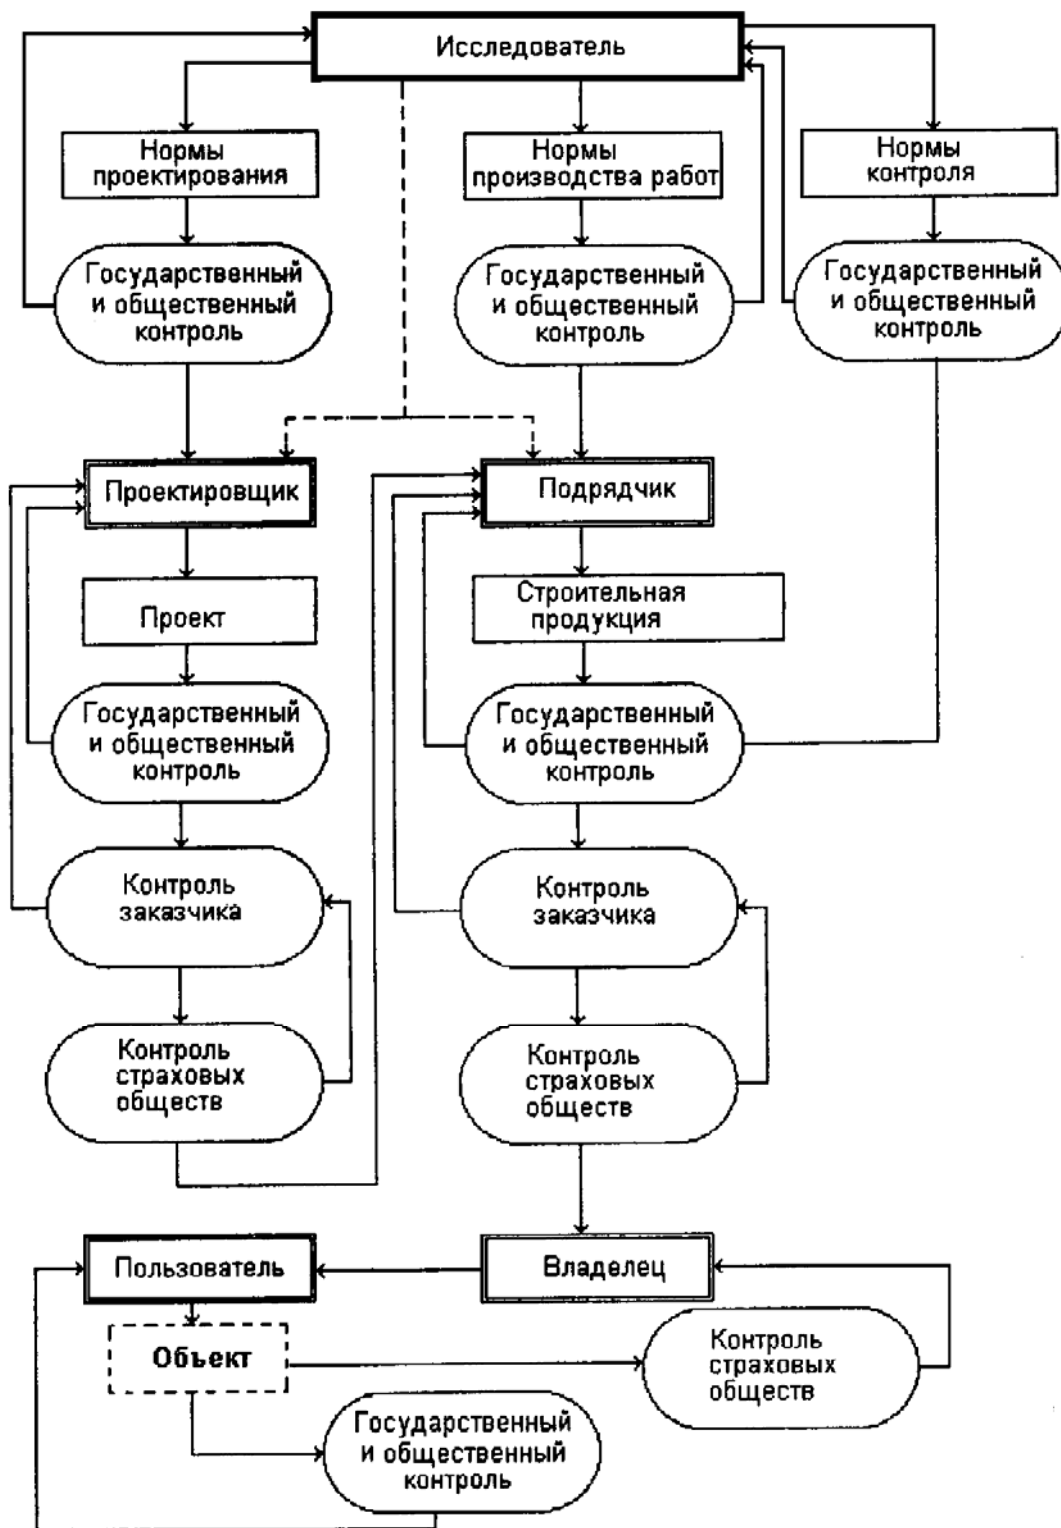 Исследователь
Нормы
проектирования
Нормы
производства работ
Нормы
контроля
Государственный
и общественный
контроль
Государственный
и общественный
контроль
Государственный
и общественный
контроль
Проектировщик
Подрядчик
Проект
Строительная
продукция
Государственный
и общественный
контроль
Государственный
и общественный
контроль
Контроль
заказчика
Контроль
заказчика
Контроль
страховых
обществ
Контроль
страховых
обществ
Пользователь
Владелец
Объект
Контроль
страховых
обществ
Государственный
и общественный
контроль